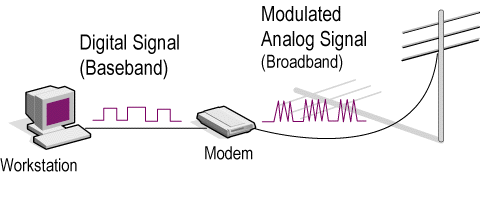 Digital Signal
(Baseband)
Modulated
Analog Signal
(Broadband)
Workstation
Modem